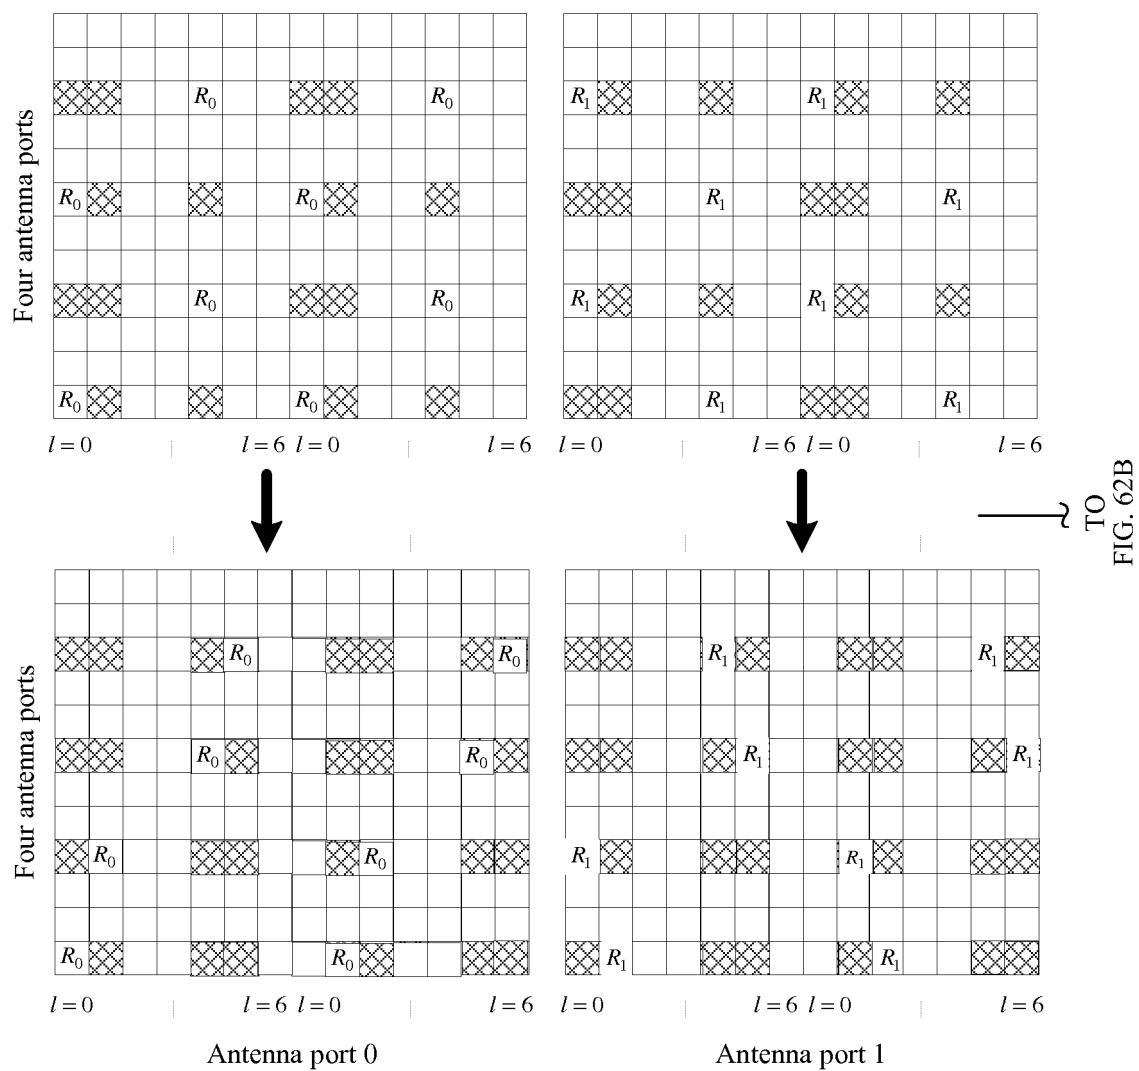 Four antenna ports
R0 R0
R0 R0
R0 R0
R0 R0
l = 0 l = 6 l = 0 l = 6
R1 R1
R1 R1
R1 R1
R1 R1
l = 0 l = 6 l = 0 l = 6
TO
FIG. 62B
Four antenna ports
R0 R0
R0 R0
R0 R0
R0 R0
l = 0 l = 6 l = 0 l = 6
Antenna port 0
R1 R1
R1 R1
R1 R1
R1 R1
l = 0 l = 6 l = 0 l = 6
Antenna port 1